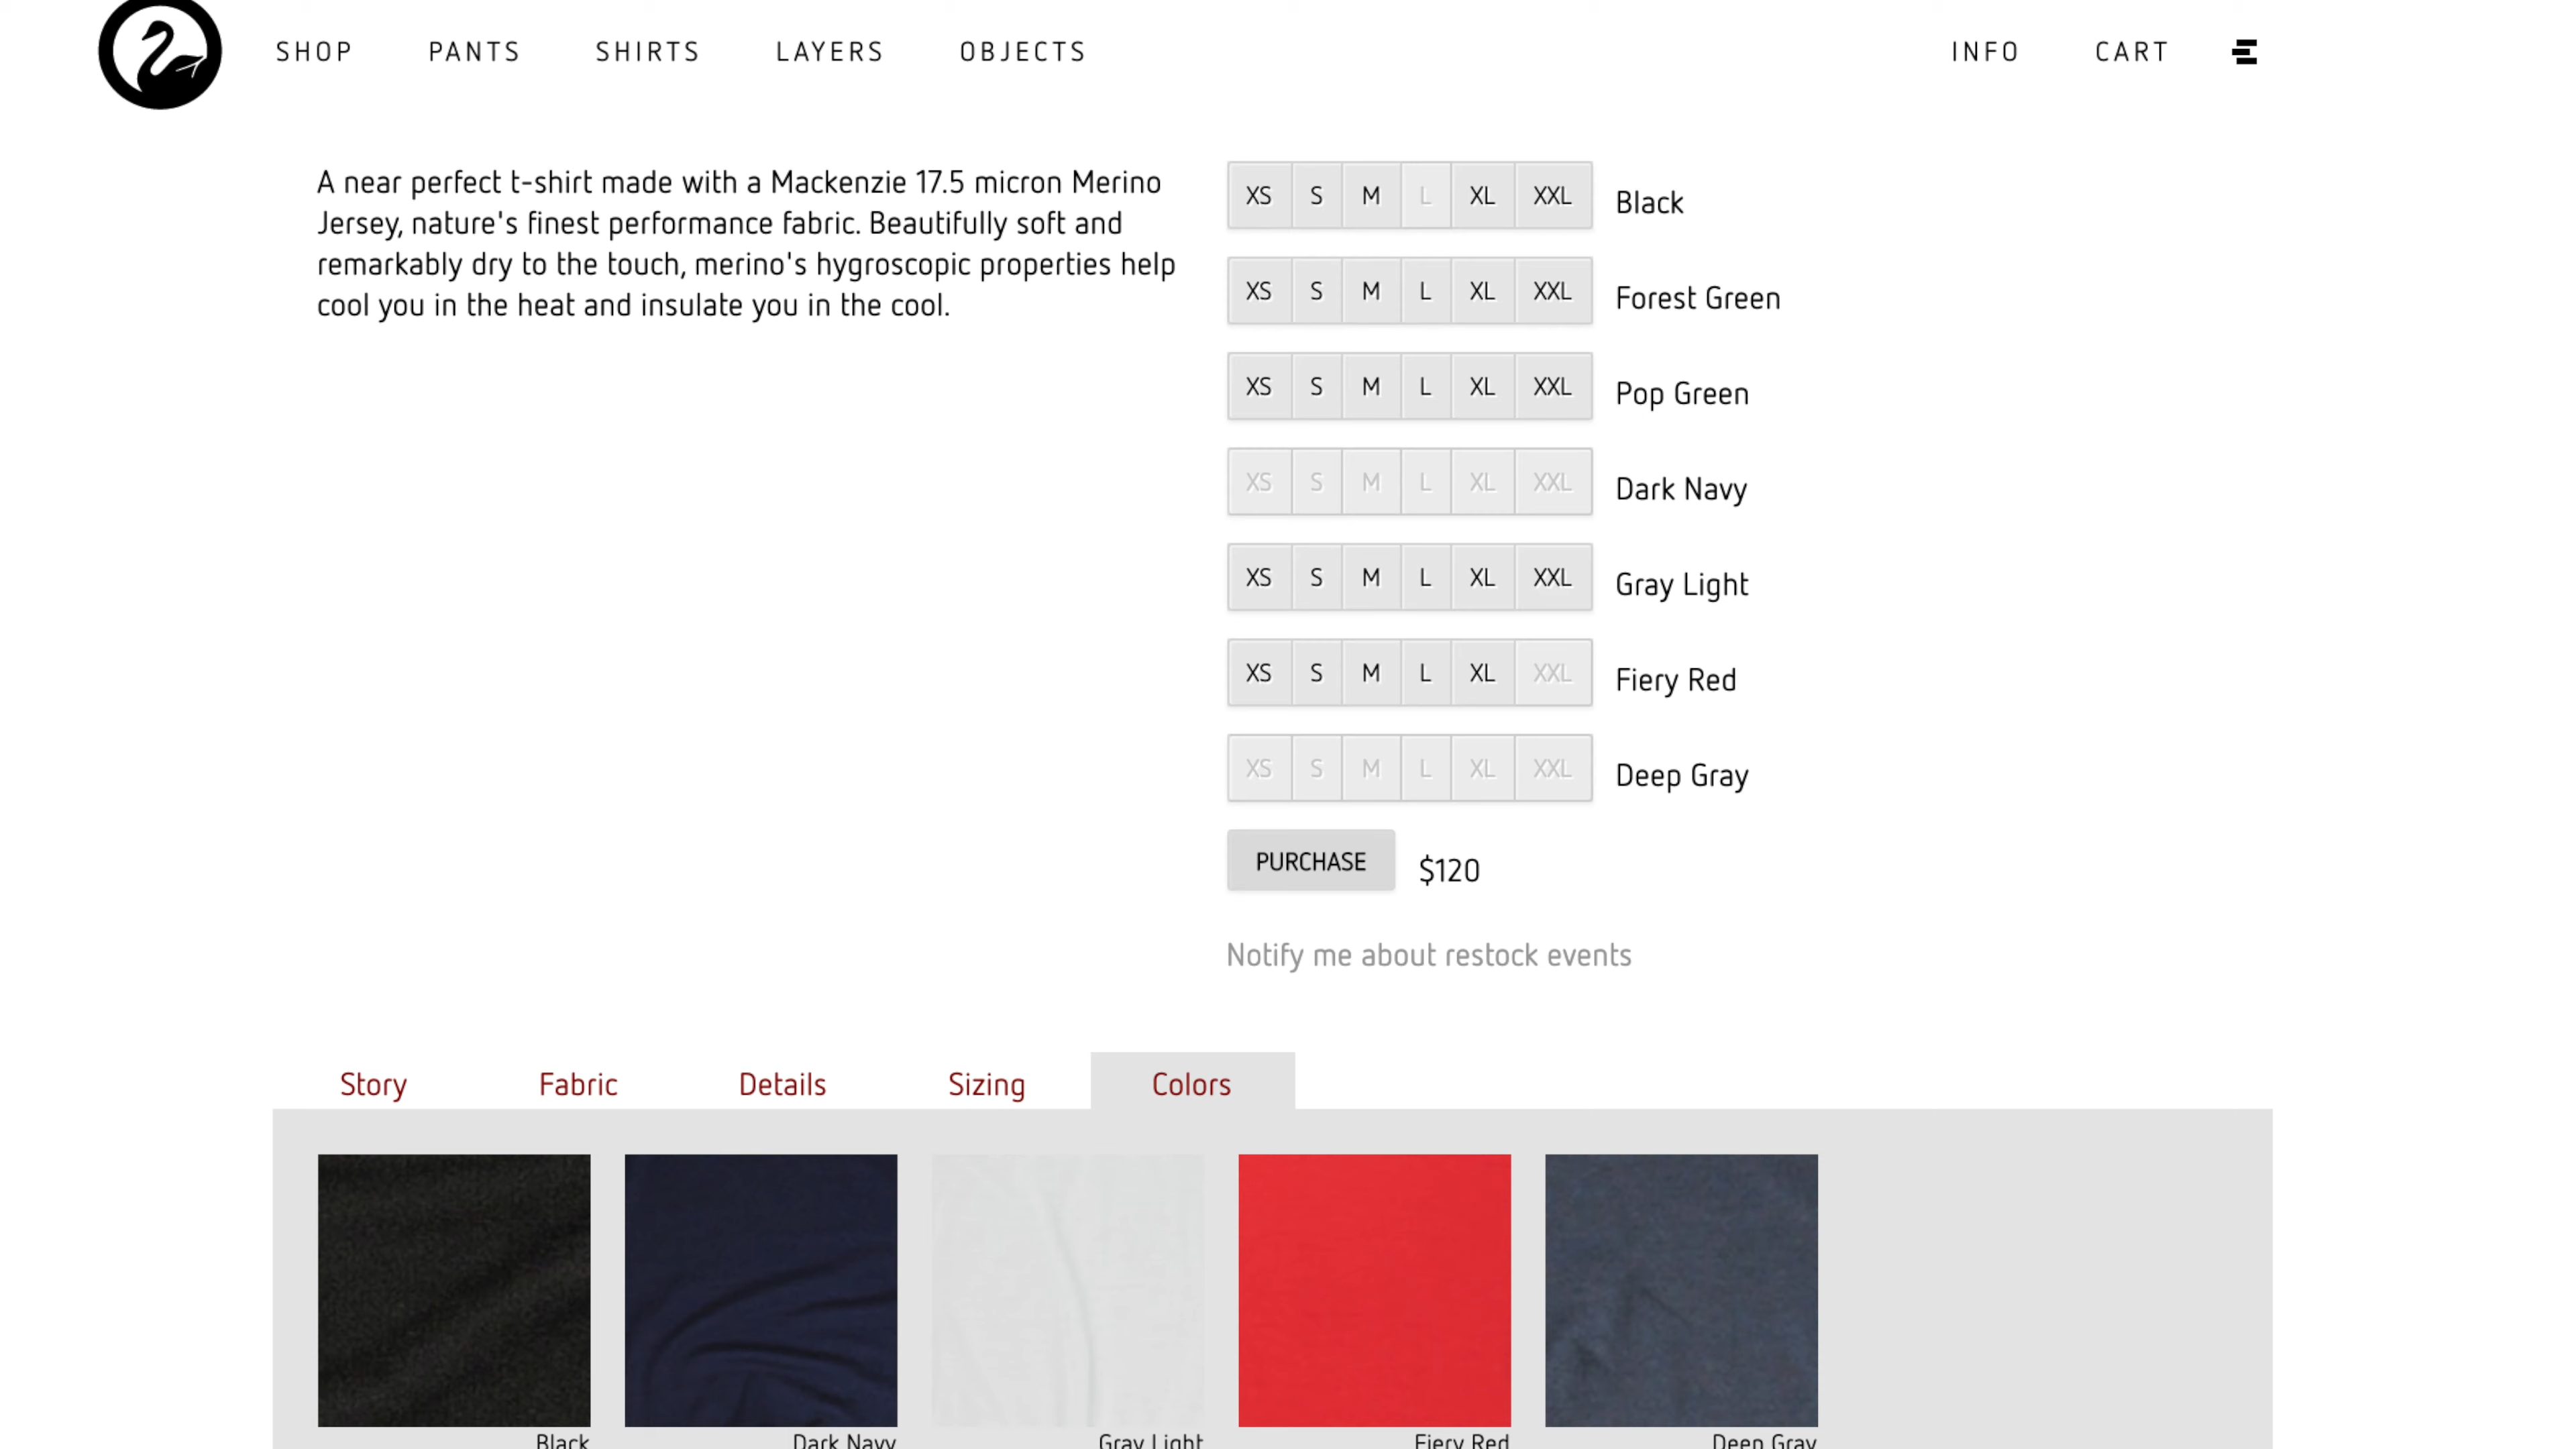 SHOP PANTS SHIRTS LAYERS OBJECTS INFO CART
A near perfect t-shirt made with a Mackenzie 17.5 micron Merino
Jersey, nature's finest performance fabric. Beautifully soft and
remarkably dry to the touch, merino's hygroscopic properties help
cool you in the heat and insulate you in the cool.
XS S M L XL XXL Black
XS S M L XL XXL Forest Green
XS S M L XL XXL Pop Green
XS S M L XL XXL Dark Navy
XS S M L XL XXL Gray Light
XS S M L XL XXL Fiery Red
XS S M L XL XXL Deep Gray
PURCHASE $120
Notify me about restock events
Story Fabric Details Sizing Colors
Black Dark Navy Gray Light Fiery Red Deep Gray